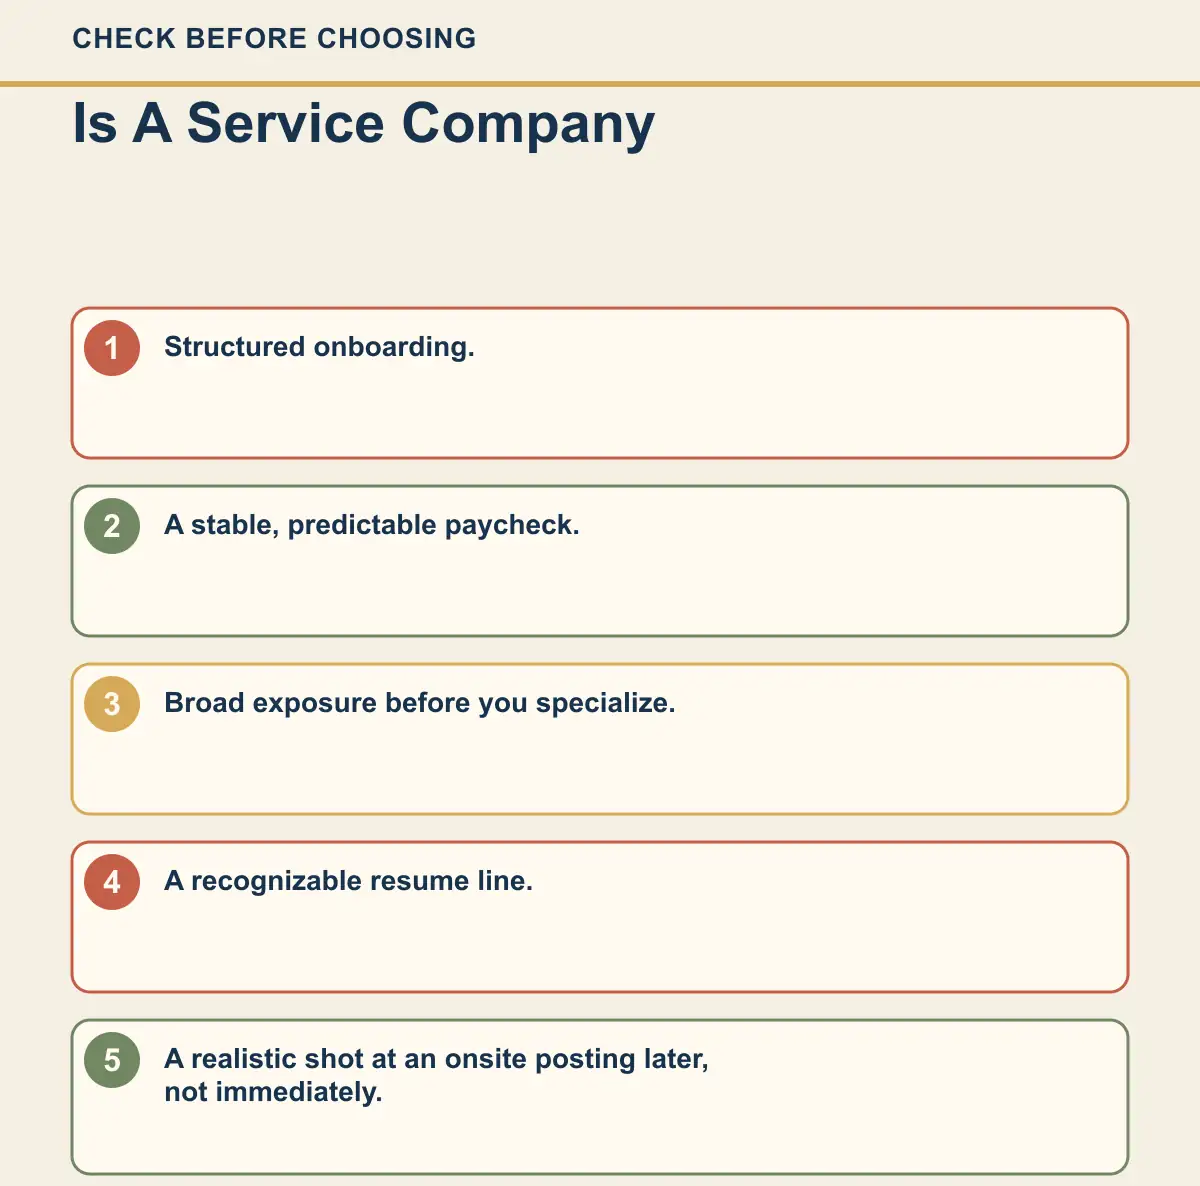 CHECK BEFORE CHOOSING
Is A Service Company
1 Structured onboarding.
2 A stable, predictable paycheck.
3 Broad exposure before you specialize.
4 A recognizable resume line.
5 A realistic shot at an onsite posting later,
not immediately.